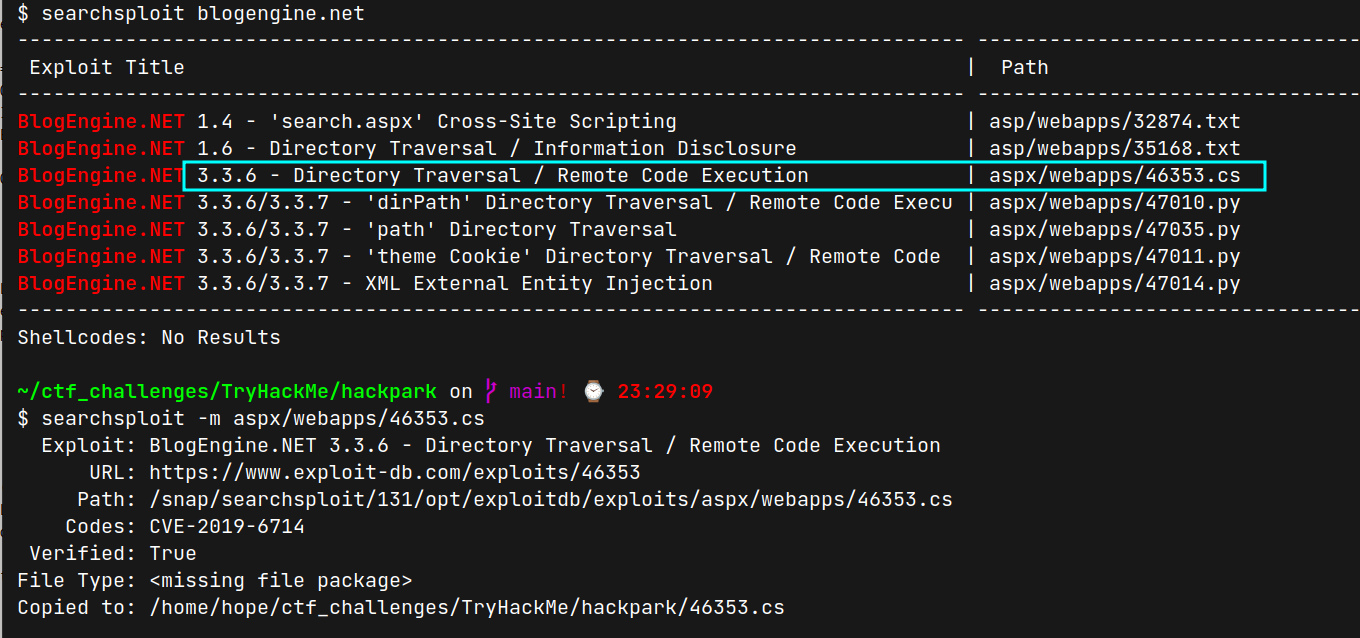 $ searchsploit blogengine.net
------------------------------------------------------------------------------- --------------------------------
Exploit Title | Path
------------------------------------------------------------------------------- --------------------------------
BlogEngine.NET 1.4 - 'search.aspx' Cross-Site Scripting | asp/webapps/32874.txt
BlogEngine.NET 1.6 - Directory Traversal / Information Disclosure | asp/webapps/35168.txt
BlogEngine.NET 3.3.6 - Directory Traversal / Remote Code Execution | aspx/webapps/46353.cs
BlogEngine.NET 3.3.6/3.3.7 - 'dirPath' Directory Traversal / Remote Code Execu | aspx/webapps/47010.py
BlogEngine.NET 3.3.6/3.3.7 - 'path' Directory Traversal | aspx/webapps/47035.py
BlogEngine.NET 3.3.6/3.3.7 - 'theme Cookie' Directory Traversal / Remote Code | aspx/webapps/47011.py
BlogEngine.NET 3.3.6/3.3.7 - XML External Entity Injection | aspx/webapps/47014.py
------------------------------------------------------------------------------- --------------------------------
Shellcodes: No Results
~/ctf_challenges/TryHackMe/hackpark on main! ⌚ 23:29:09
$ searchsploit -m aspx/webapps/46353.cs
Exploit: BlogEngine.NET 3.3.6 - Directory Traversal / Remote Code Execution
URL: https://www.exploit-db.com/exploits/46353
Path: /snap/searchsploit/131/opt/exploitdb/exploits/aspx/webapps/46353.cs
Codes: CVE-2019-6714
Verified: True
File Type: <missing file package>
Copied to: /home/hope/ctf_challenges/TryHackMe/hackpark/46353.cs